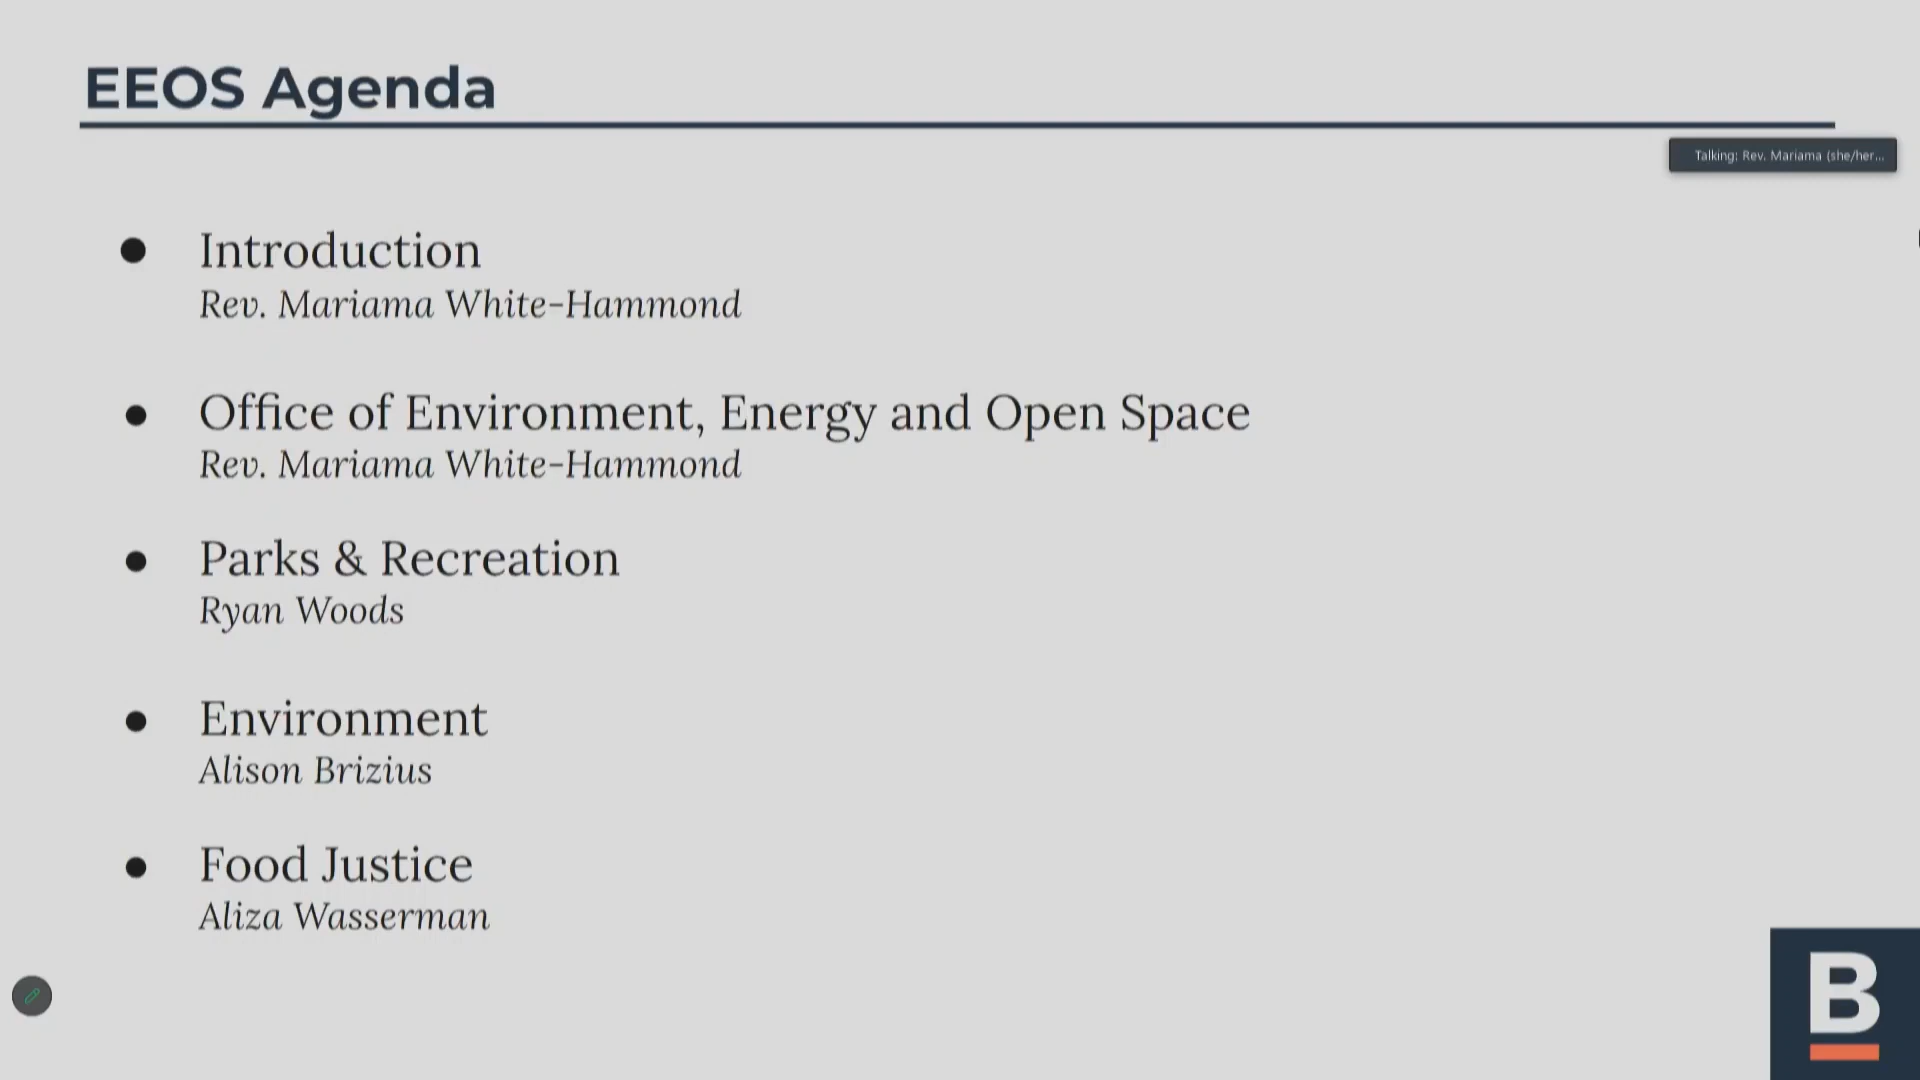 EEOS Agenda
Talking: Rev. Mariama (she/her...
● Introduction
Rev. Mariama White-Hammond
● Office of Environment, Energy and Open Space
Rev. Mariama White-Hammond
● Parks & Recreation
Ryan Woods
● Environment
Alison Brizius
● Food Justice
Aliza Wasserman
B